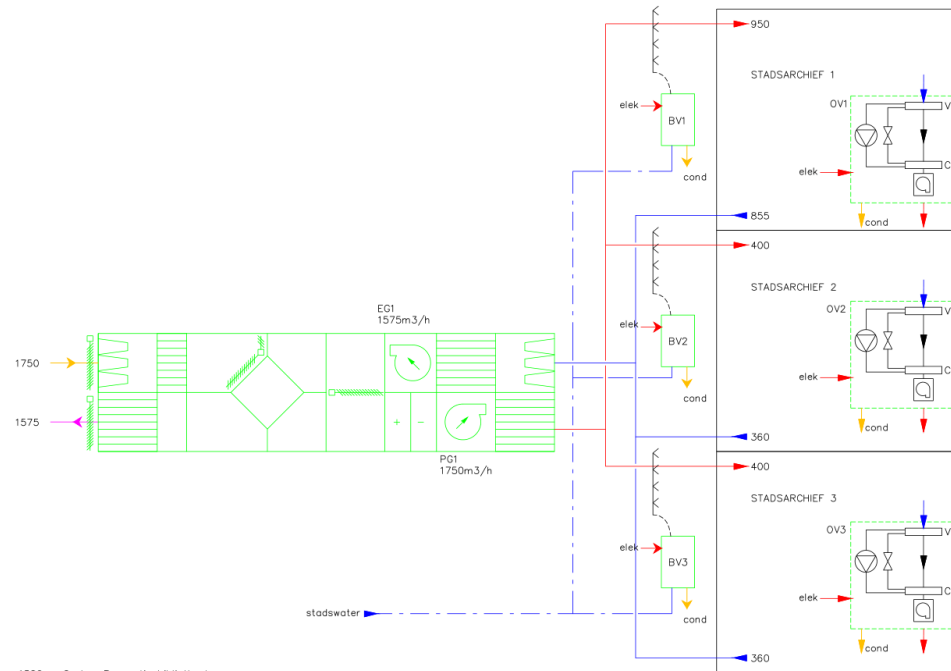 950
STADSARCHIEF 1
OV1
elek
BV1
V
elek
C
cond
cond
855
400
STADSARCHIEF 2
EG1
1575m3/h
OV2
elek
BV2
V
1750
elek
C
cond
1575
+
-
cond
360
PG1
1750m3/h
400
STADSARCHIEF 3
OV3
elek
BV3
V
elek
C
cond
stadswater
cond
360